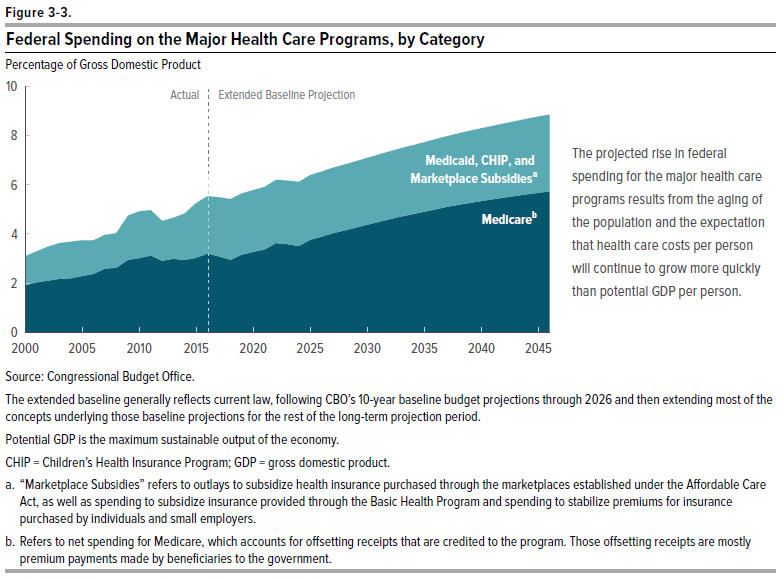 Figure 3-3.
Federal Spending on the Major Health Care Programs, by Category
Percentage of Gross Domestic Product
10
Actual
Extended Baseline Projection
8
6
4
2
0
Medicaid, CHIP, and
Marketplace Subsidiesa
Medicareb
2000 2005 2010 2015 2020 2025 2030 2035 2040 2045
The projected rise in federal
spending for the major health care
programs results from the aging of
the population and the expectation
that health care costs per person
will continue to grow more quickly
than potential GDP per person.
Source: Congressional Budget Office.
The extended baseline generally reflects current law, following CBO's 10-year baseline budget projections through 2026 and then extending most of the
concepts underlying those baseline projections for the rest of the long-term projection period.
Potential GDP is the maximum sustainable output of the economy.
CHIP = Children's Health Insurance Program; GDP = gross domestic product.
a. "Marketplace Subsidies" refers to outlays to subsidize health insurance purchased through the marketplaces established under the Affordable Care
Act, as well as spending to subsidize insurance provided through the Basic Health Program and spending to stabilize premiums for insurance
purchased by individuals and small employers.
b. Refers to net spending for Medicare, which accounts for offsetting receipts that are credited to the program. Those offsetting receipts are mostly
premium payments made by beneficiaries to the government.